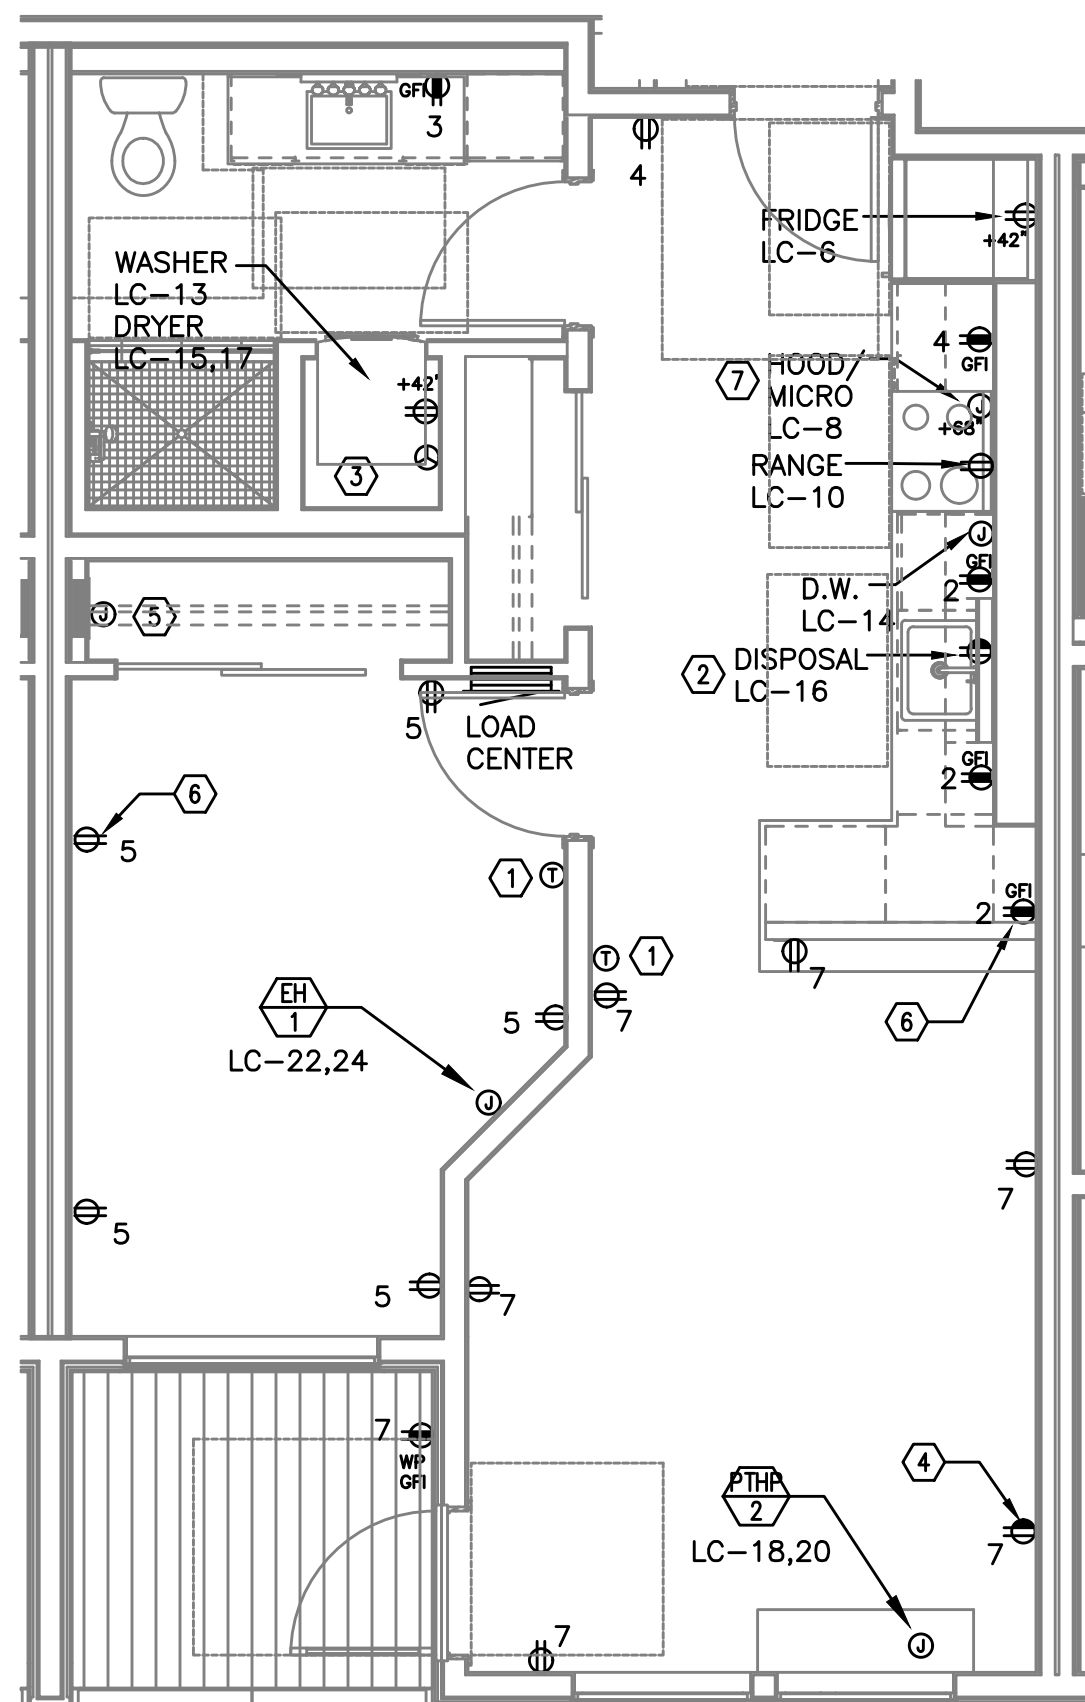 GFI
3
4
FRIDGE
LC-6
+42"
WASHER
LC-13
DRYER
LC-15,17
+42"
3
4
GFI
7
HOOD/
MICRO
LC-8
J
+68"
RANGE
LC-10
J
GFI
2
D.W.
LC-14
J
5
2
DISPOSAL
LC-16
5
LOAD
CENTER
GFI
2
6
5
1
T
GFI
2
T
1
7
6
EH
1
LC-22,24
5
7
J
7
5
5
7
7
WP
GFI
4
PTHP
2
LC-18,20
7
7
J